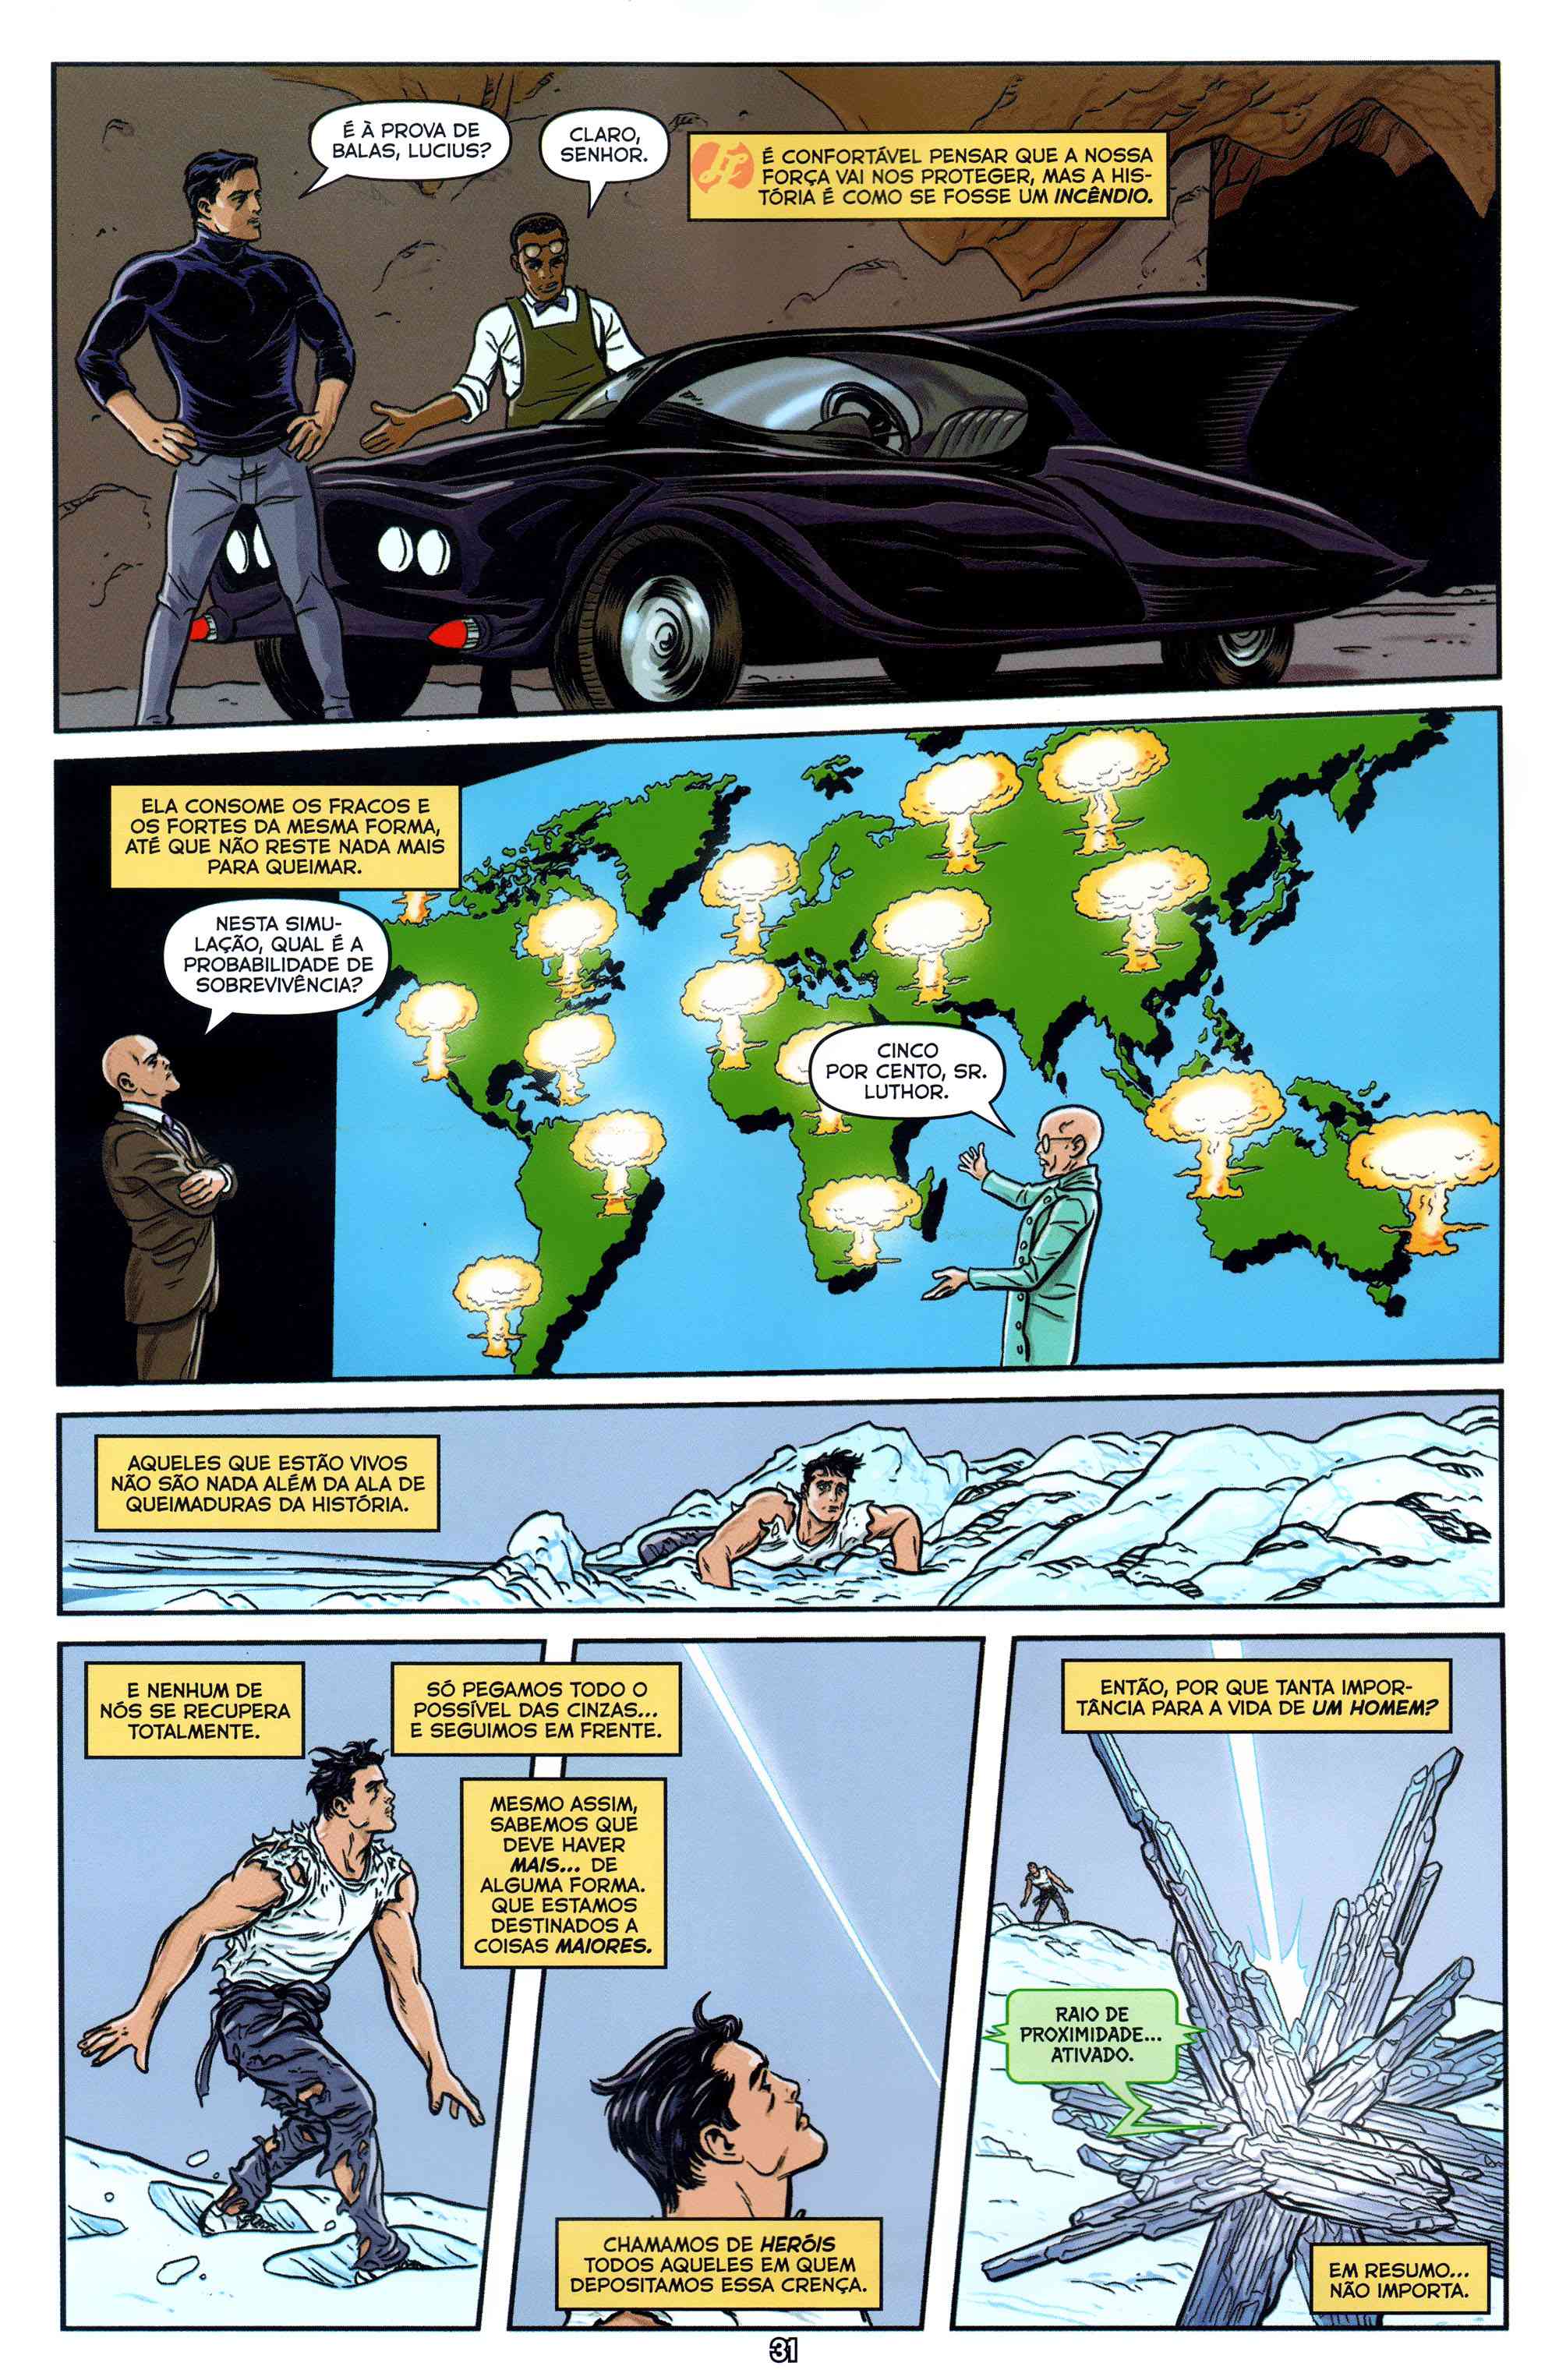 É À PROVA DE
BALAS, LUCIUS?
CLARO,
SENHOR.
É CONFORTÁVEL PENSAR QUE A NOSSA
FORÇA VAI NOS PROTEGER, MAS A HIS-
TÓRIA É COMO SE FOSSE UM INCÊNDIO.
ELA CONSOME OS FRACOS E
OS FORTES DA MESMA FORMA,
ATÉ QUE NÃO RESTE NADA MAIS
PARA QUEIMAR.
NESTA SIMU-
LAÇÃO, QUAL É A
PROBABILIDADE DE
SOBREVIVÊNCIA?
CINCO
POR CENTO, SR.
LUTHOR.
AQUELES QUE ESTÃO VIVOS
NÃO SÃO NADA ALÉM DA ALA DE
QUEIMADURAS DA HISTÓRIA.
E NENHUM DE
NÓS SE RECUPERA
TOTALMENTE.
SÓ PEGAMOS TODO O
POSSÍVEL DAS CINZAS...
E SEGUIMOS EM FRENTE.
MESMO ASSIM,
SABEMOS QUE
DEVE HAVER
MAIS... DE
ALGUMA FORMA.
QUE ESTAMOS
DESTINADOS A
COISAS MAIORES.
CHAMAMOS DE HERÓIS
TODOS AQUELES EM QUEM
DEPOSITAMOS ESSA CRENÇA.
ENTÃO, POR QUE TANTA IMPOR-
TÂNCIA PARA A VIDA DE UM HOMEM?
RAIO DE
PROXIMIDADE...
ATIVADO.
EM RESUMO...
NÃO IMPORTA.
31